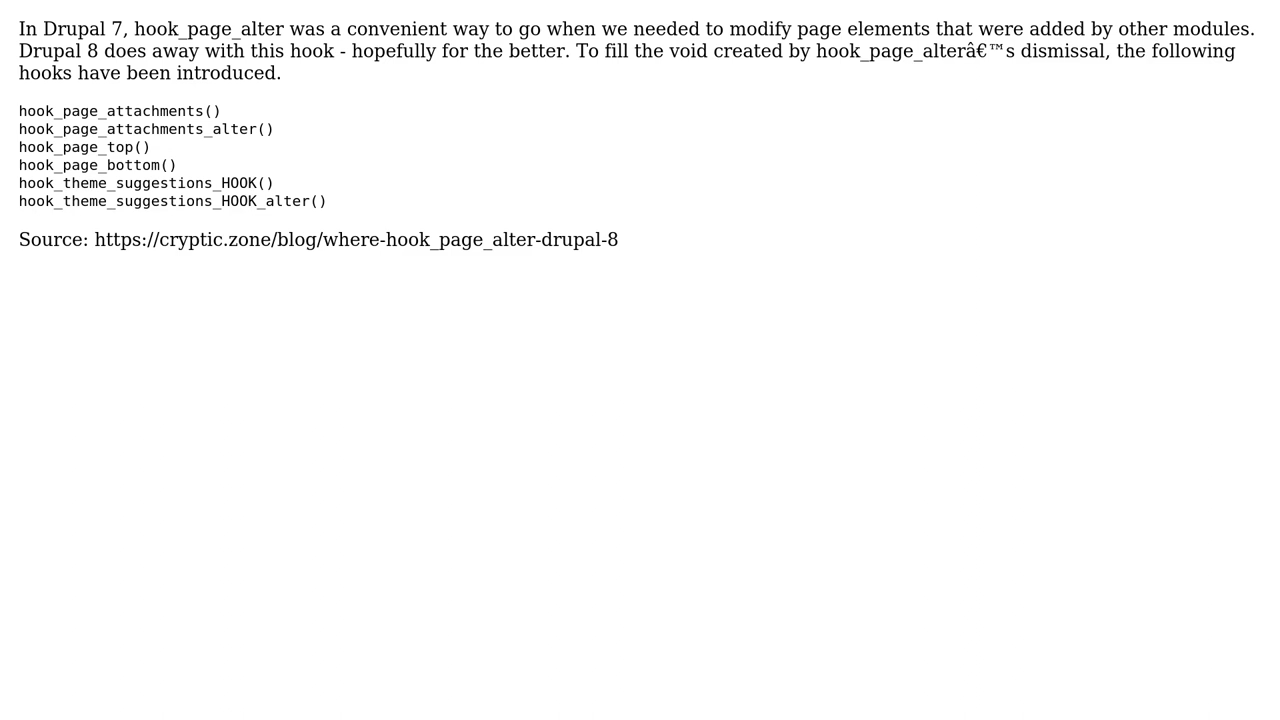 In Drupal 7, hook_page_alter was a convenient way to go when we needed to modify page elements that were added by other modules.
Drupal 8 does away with this hook - hopefully for the better. To fill the void created by hook_page_alterâ€™s dismissal, the following
hooks have been introduced.
hook_page_attachments()
hook_page_attachments_alter()
hook_page_top()
hook_page_bottom()
hook_theme_suggestions_HOOK()
hook_theme_suggestions_HOOK_alter()
Source: https://cryptic.zone/blog/where-hook_page_alter-drupal-8